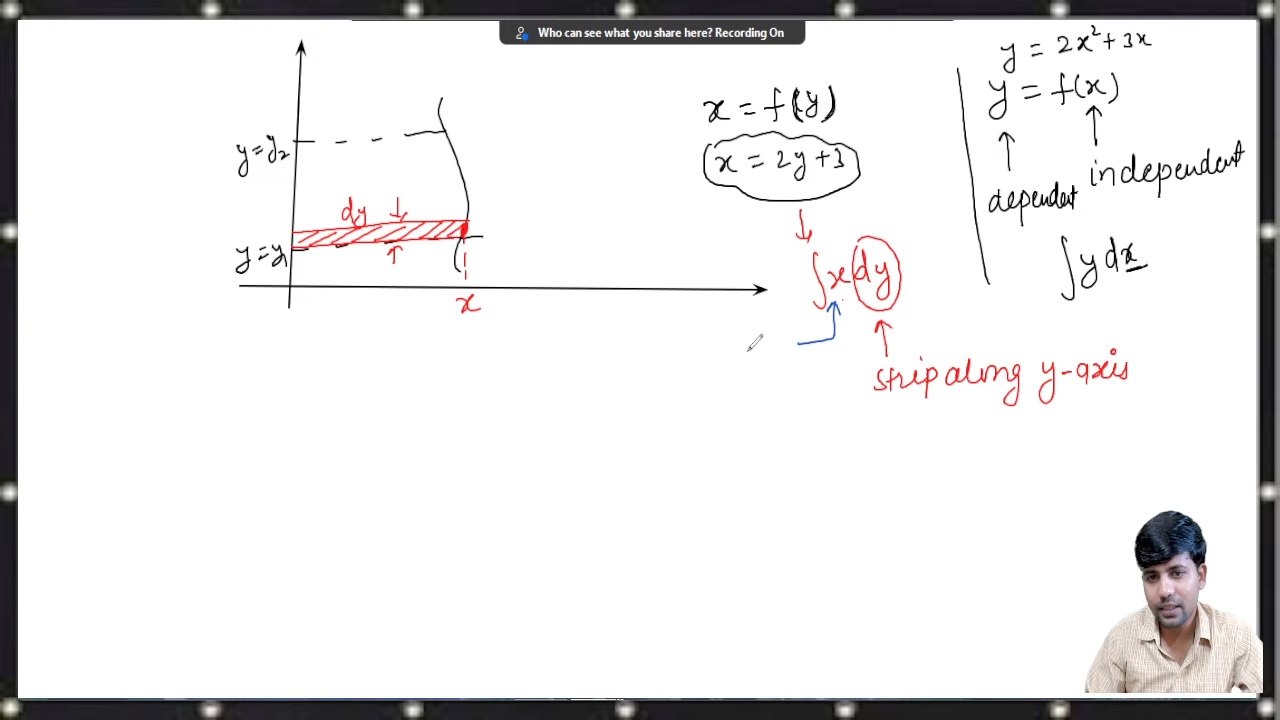 Who can see what you share here? Recording On
y = 2x² + 3x
y = f(x)
dependent
independent
∫ y dx
x = f(y)
x = 2y + 3
∫ x dy
strip along y-axis
y = y₂
dy
y = y₁
x